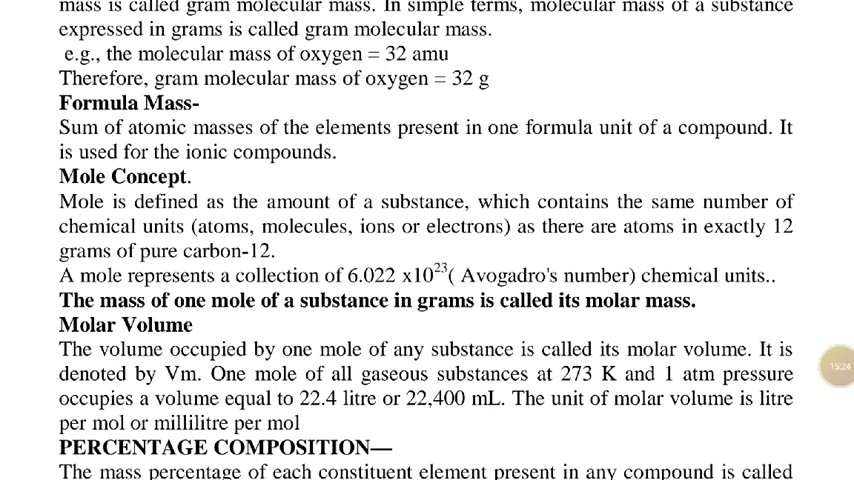 mass is called gram molecular mass. In simple terms, molecular mass of a substance
expressed in grams is called gram molecular mass.
e.g., the molecular mass of oxygen = 32 amu
Therefore, gram molecular mass of oxygen = 32 g
Formula Mass-
Sum of atomic masses of the elements present in one formula unit of a compound. It
is used for the ionic compounds.
Mole Concept.
Mole is defined as the amount of a substance, which contains the same number of
chemical units (atoms, molecules, ions or electrons) as there are atoms in exactly 12
grams of pure carbon-12.
A mole represents a collection of 6.022 x10²³( Avogadro's number) chemical units..
The mass of one mole of a substance in grams is called its molar mass.
Molar Volume
The volume occupied by one mole of any substance is called its molar volume. It is
denoted by Vm. One mole of all gaseous substances at 273 K and 1 atm pressure
occupies a volume equal to 22.4 litre or 22,400 mL. The unit of molar volume is litre
per mol or millilitre per mol
PERCENTAGE COMPOSITION—
The mass percentage of each constituent element present in any compound is called
15:24